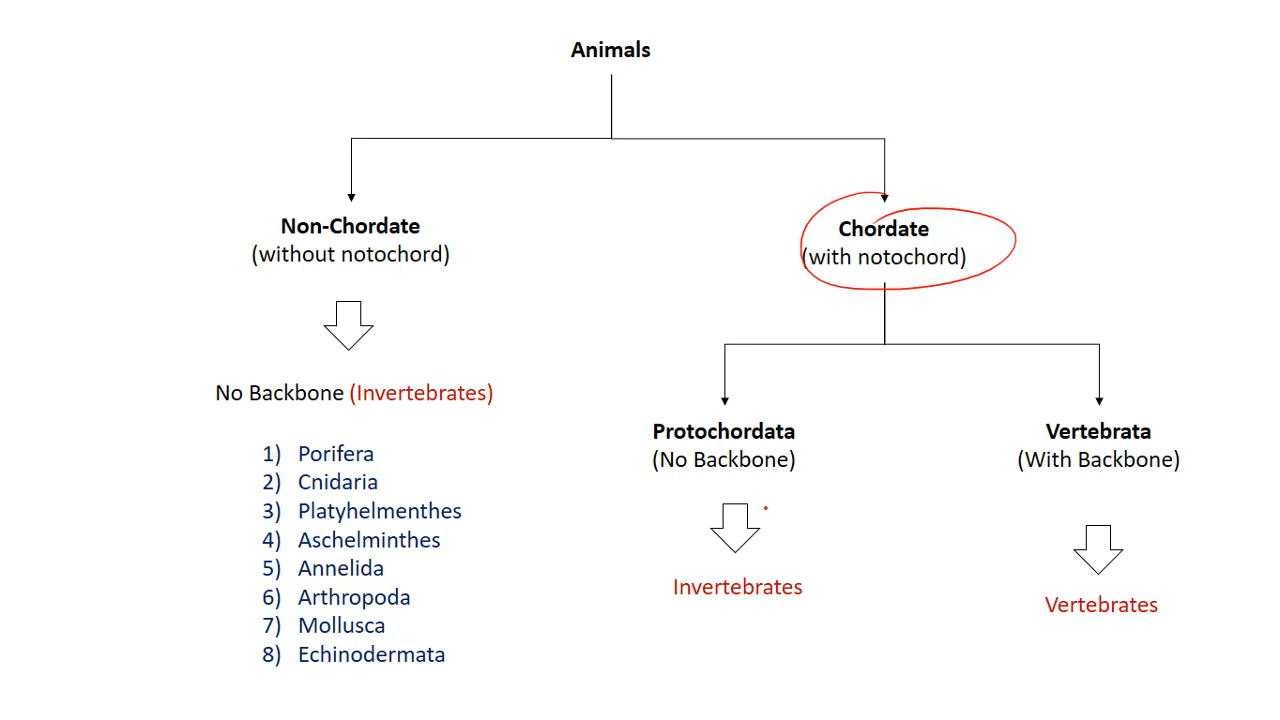 Animals
Non-Chordate
(without notochord)
Chordate
(with notochord)
No Backbone (Invertebrates)
1) Porifera
2) Cnidaria
3) Platyhelmenthes
4) Aschelminthes
5) Annelida
6) Arthropoda
7) Mollusca
8) Echinodermata
Protochordata
(No Backbone)
Invertebrates
Vertebrata
(With Backbone)
Vertebrates